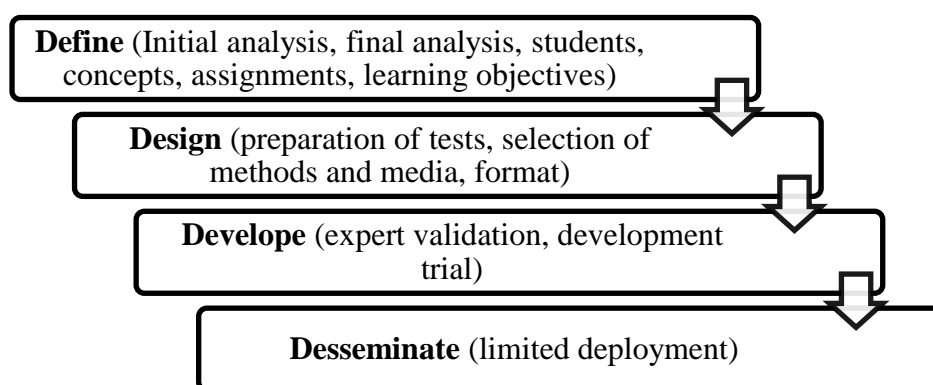 Define (Initial analysis, final analysis, students,
concepts, assignments, learning objectives)
Design (preparation of tests, selection of
methods and media, format)
Develope (expert validation, development
trial)
Desseminate (limited deployment)